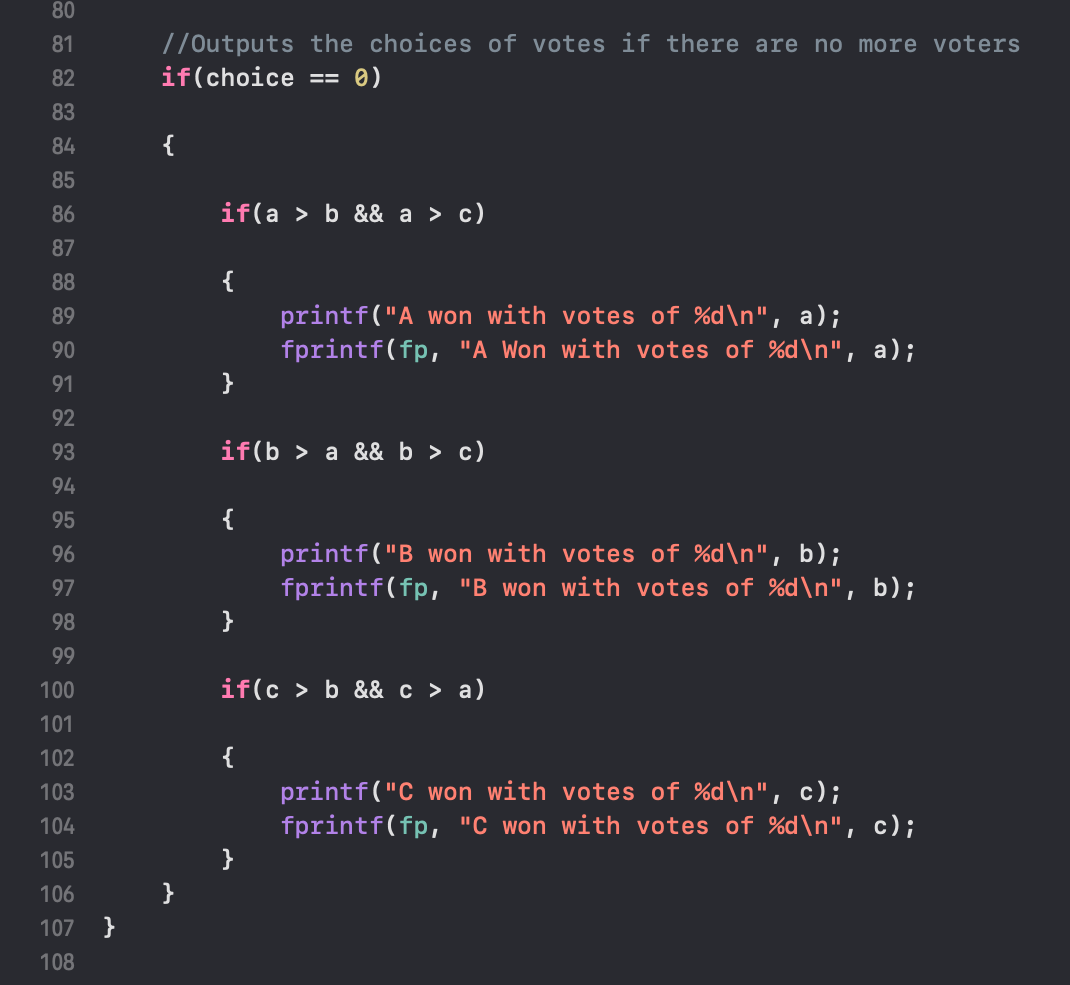 80
81 //Outputs the choices of votes if there are no more voters
82 if(choice == 0)
83
84 {
85
86 if(a > b && a > c)
87
88 {
89 printf("A won with votes of %d\n", a);
90 fprintf(fp, "A Won with votes of %d\n", a);
91 }
92
93 if(b > a && b > c)
94
95 {
96 printf("B won with votes of %d\n", b);
97 fprintf(fp, "B won with votes of %d\n", b);
98 }
99
100 if(c > b && c > a)
101
102 {
103 printf("C won with votes of %d\n", c);
104 fprintf(fp, "C won with votes of %d\n", c);
105 }
106 }
107 }
108